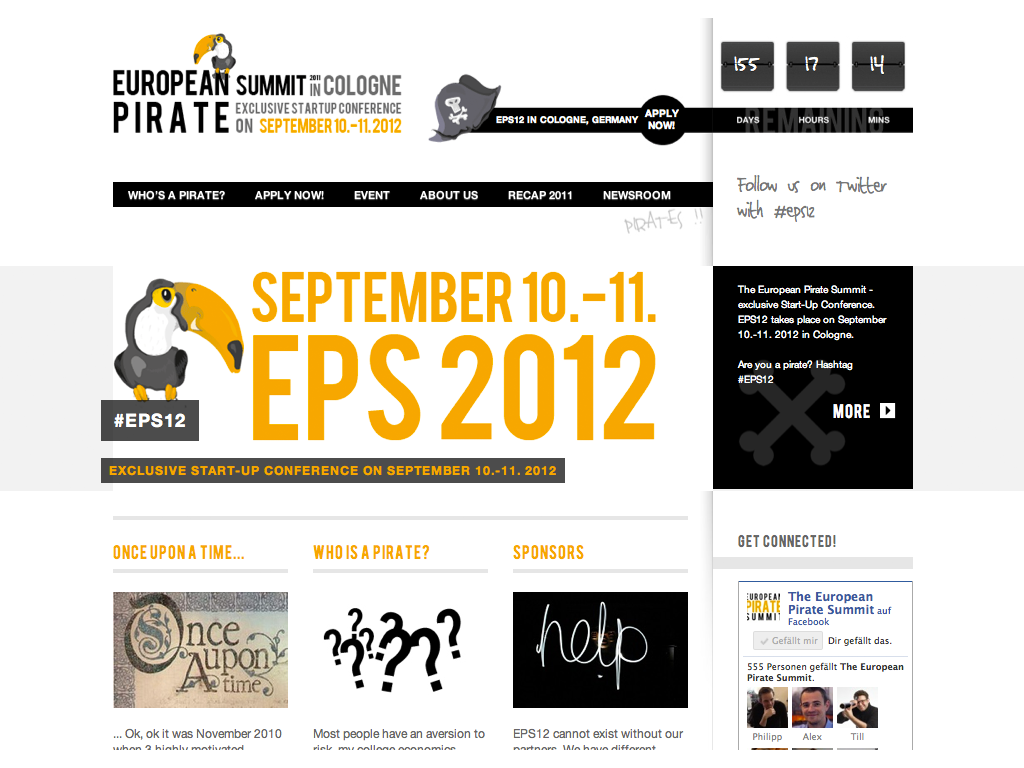 EUROPEAN SUMMIT 2011 IN COLOGNE
PIRATE EXCLUSIVE STARTUP CONFERENCE
ON SEPTEMBER 10.-11. 2012
EPS12 IN COLOGNE, GERMANY
APPLY
NOW!
155 17 14
REMAINING
DAYS HOURS MINS
WHO'S A PIRATE? APPLY NOW! EVENT ABOUT US RECAP 2011 NEWSROOM
PIRATES !!
Follow us on Twitter
with #eps12
SEPTEMBER 10.-11.
EPS 2012
#EPS12
EXCLUSIVE START-UP CONFERENCE ON SEPTEMBER 10.-11. 2012
The European Pirate Summit -
exclusive Start-Up Conference.
EPS12 takes place on September
10.-11. 2012 in Cologne.
Are you a pirate? Hashtag
#EPS12
MORE
ONCE UPON A TIME...
WHO IS A PIRATE?
SPONSORS
Once
Aupon
time
????????
help
... Ok, ok it was November 2010
when 3 highly motivated
Most people have an aversion to
risk, my college economics
EPS12 cannot exist without our
partners. We have different
GET CONNECTED!
EUROPEAN
PIRATE
SUMMIT
The European
Pirate Summit auf
Facebook
Gefällt mir
Dir gefällt das.
555 Personen gefällt The European
Pirate Summit.
Philipp Alex Till